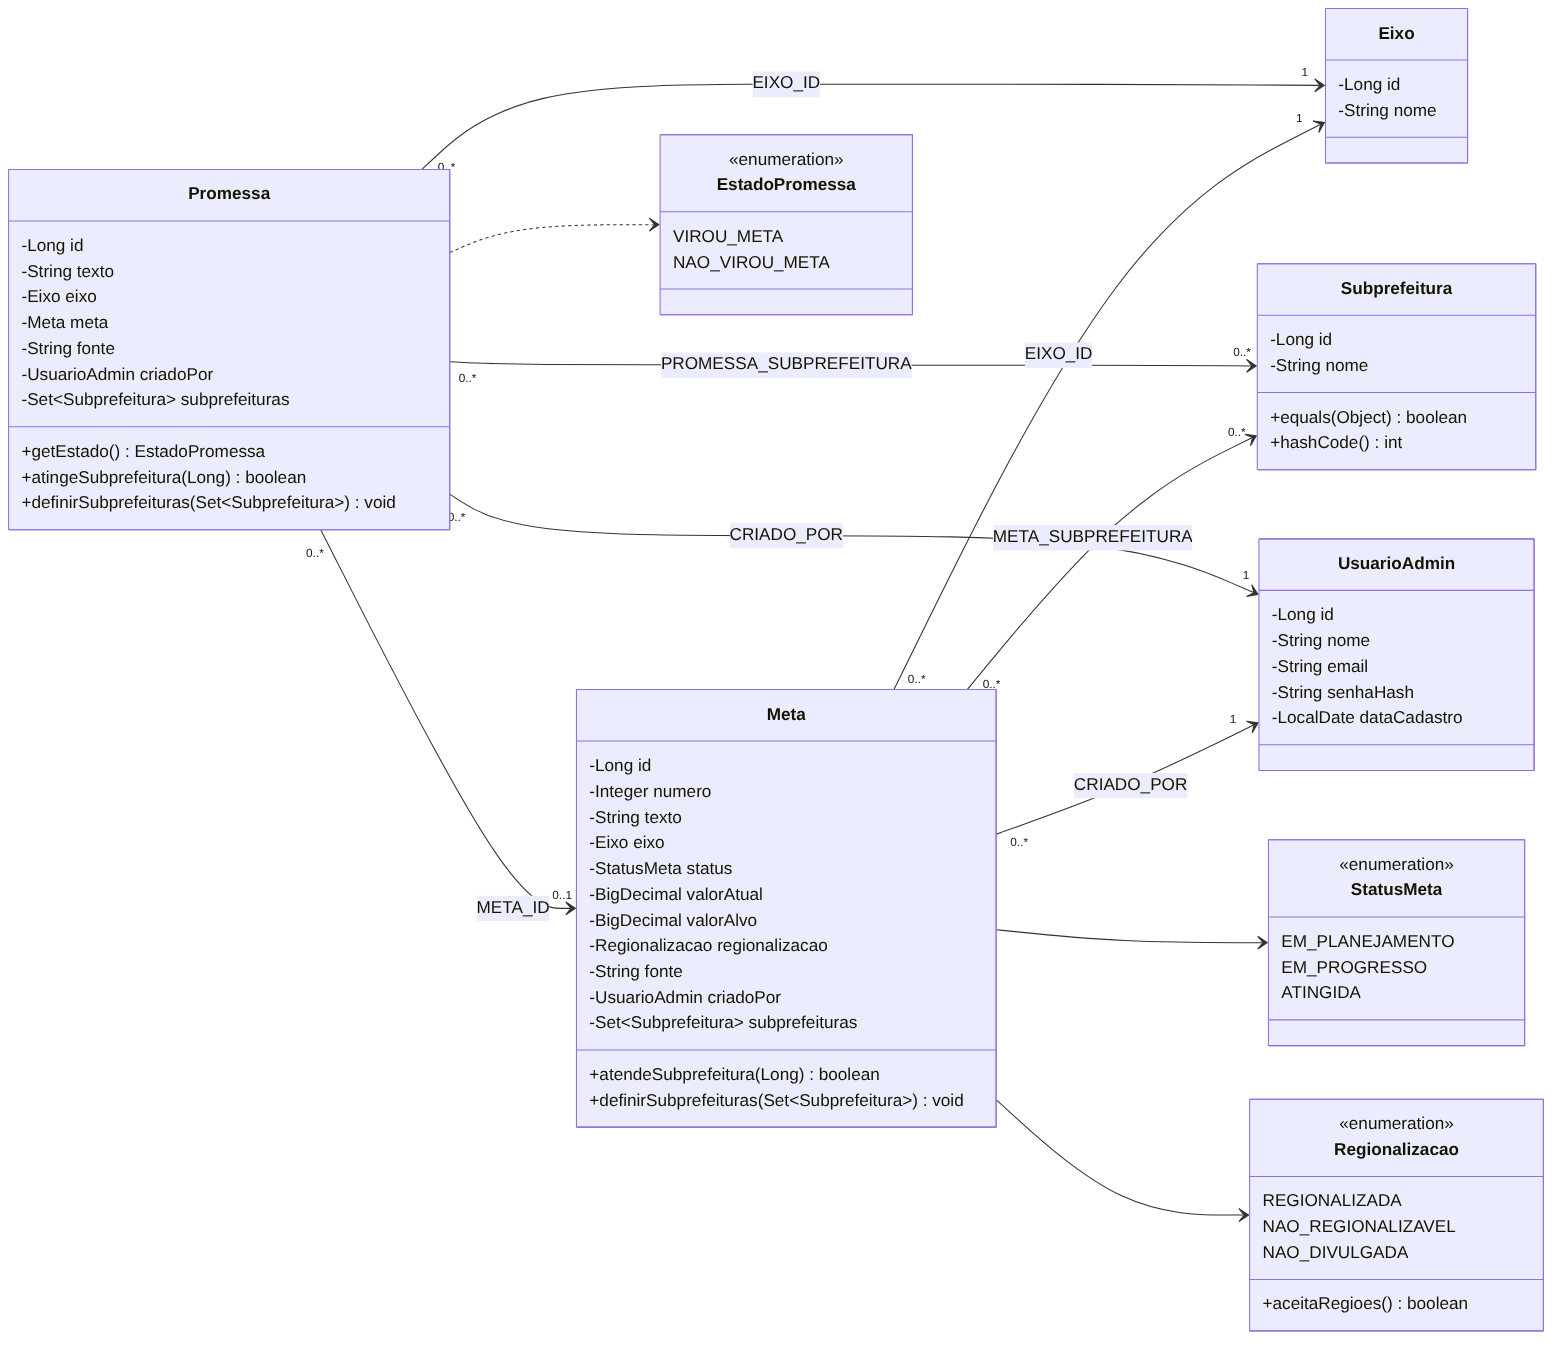 Eixo
-Long id
-String nome
1
1
EIXO_ID
0..*
Promessa
-Long id
-String texto
-Eixo eixo
-Meta meta
-String fonte
-UsuarioAdmin criadoPor
-Set<Subprefeitura> subprefeituras
+getEstado() : EstadoPromessa
+atingeSubprefeitura(Long) : boolean
+definirSubprefeituras(Set<Subprefeitura>) : void
«enumeration»
EstadoPromessa
VIROU_META
NAO_VIROU_META
0..*
PROMESSA_SUBPREFEITURA
EIXO_ID
0..*
Subprefeitura
-Long id
-String nome
+equals(Object) : boolean
+hashCode() : int
0..*
0..*
CRIADO_POR
META_SUBPREFEITURA
1
UsuarioAdmin
-Long id
-String nome
-String email
-String senhaHash
-LocalDate dataCadastro
0..*
META_ID
0..1
0..*
0..*
Meta
-Long id
-Integer numero
-String texto
-Eixo eixo
-StatusMeta status
-BigDecimal valorAtual
-BigDecimal valorAlvo
-Regionalizacao regionalizacao
-String fonte
-UsuarioAdmin criadoPor
-Set<Subprefeitura> subprefeituras
+atendeSubprefeitura(Long) : boolean
+definirSubprefeituras(Set<Subprefeitura>) : void
1
CRIADO_POR
0..*
«enumeration»
StatusMeta
EM_PLANEJAMENTO
EM_PROGRESSO
ATINGIDA
«enumeration»
Regionalizacao
REGIONALIZADA
NAO_REGIONALIZAVEL
NAO_DIVULGADA
+aceitaRegioes() : boolean